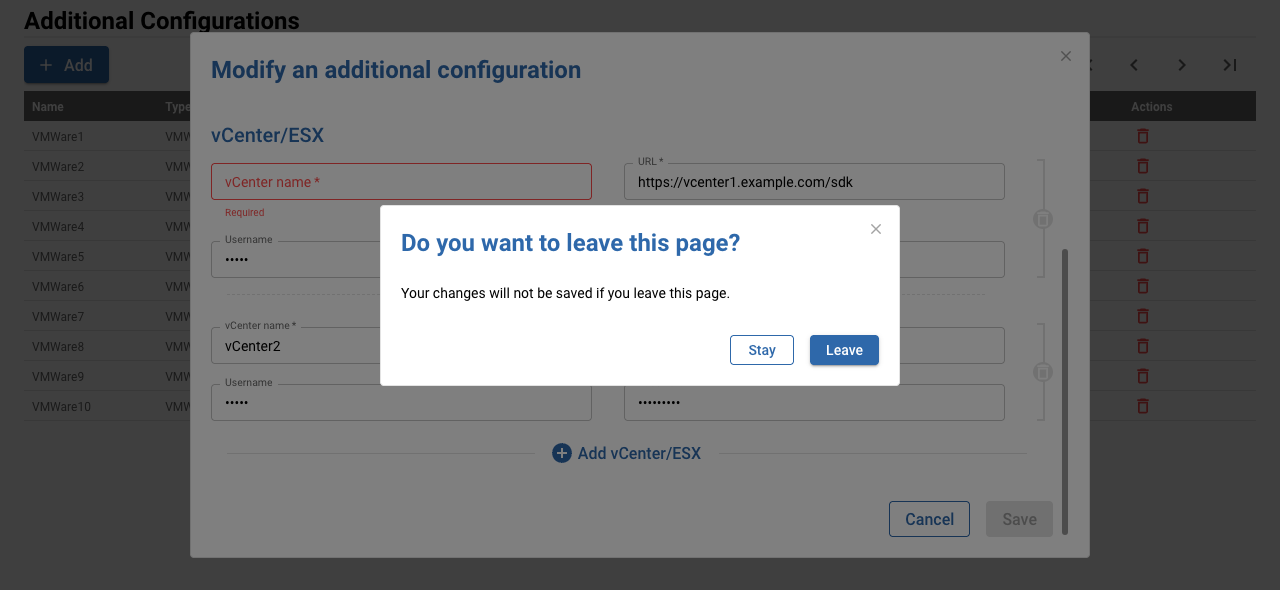 Additional Configurations
Add
Name Type Actions
VMWare1 VMW
VMWare2 VMW
VMWare3 VMW
VMWare4 VMW
VMWare5 VMW
VMWare6 VMW
VMWare7 VMW
VMWare8 VMW
VMWare9 VMW
VMWare10 VMW
Modify an additional configuration
vCenter/ESX
vCenter name *
Required
URL *
https://vcenter1.example.com/sdk
Username
•••••
vCenter name *
vCenter2
Username
•••••
•••••••••
Add vCenter/ESX
Cancel Save
Do you want to leave this page?
Your changes will not be saved if you leave this page.
Stay Leave